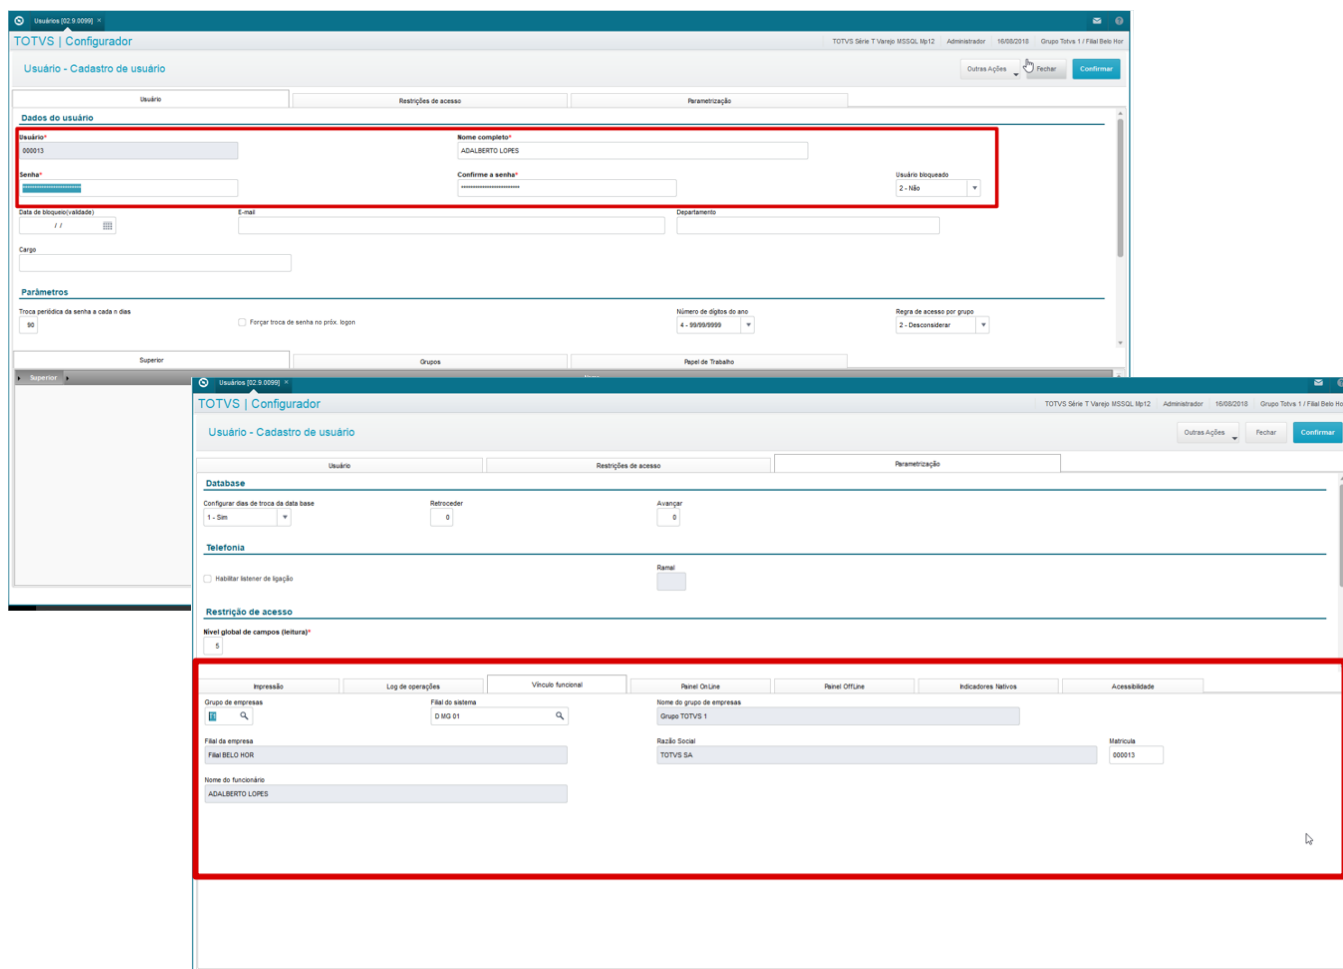 Usuários [02.9.0099] ×
TOTVS | Configurador
TOTVS Série T Varejo MSSQL Mp12 Administrador 16/08/2018 Grupo Totvs 1 / Filial Belo Hor
Usuário - Cadastro de usuário
Outras Ações Fechar Confirmar
Usuário Restrições de acesso Parametrização
Dados do usuário
Usuário* Nome completo*
000013 ADALBERTO LOPES
Senha* Confirme a senha* Usuário bloqueado
2 - Não
Data de bloqueio(validade) E-mail Departamento
/ /
Cargo
Parâmetros
Troca periódica da senha a cada n dias Número de dígitos do ano Regra de acesso por grupo
90 Forçar troca de senha no próx. logon 4 - 99/99/9999 2 - Desconsiderar
Superior Grupos Papel de Trabalho
Superior
Usuários [02.9.0099] ×
TOTVS | Configurador
TOTVS Série T Varejo MSSQL Mp12 Administrador 16/08/2018 Grupo Totvs 1 / Filial Belo Ho
Usuário - Cadastro de usuário
Outras Ações Fechar Confirmar
Usuário Restrições de acesso Parametrização
Database
Configurar dias de troca da data base Retroceder Avançar
1 - Sim 0 0
Telefonia
Ramal
Habilitar listener de ligação
Restrição de acesso
Nível global de campos (leitura)*
5
Impressão Log de operações Vínculo funcional Painel OnLine Painel OffLine Indicadores Nativos Acessibilidade
Grupo de empresas Filial do sistema Nome do grupo de empresas
D MG 01 Grupo TOTVS 1
Filial da empresa Razão Social Matricula
Filial BELO HOR TOTVS SA 000013
Nome do funcionário
ADALBERTO LOPES